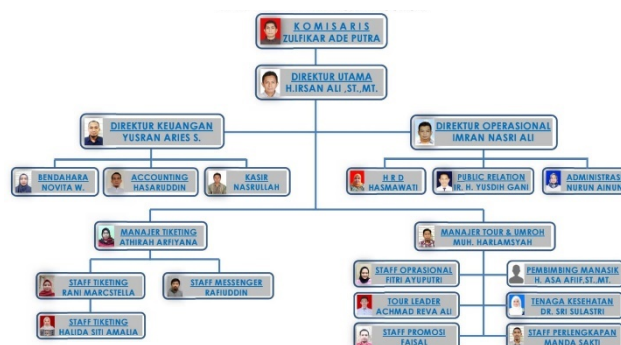 KOMISARIS
ZULFIKAR ADE PUTRA
DIREKTUR UTAMA
H.IRSAN ALI ,ST.,MT.
DIREKTUR KEUANGAN
YUSRAN ARIES S.
DIREKTUR OPERASIONAL
IMRAN NASRI ALI
BENDAHARA
NOVITA W.
ACCOUNTING
HASARUDDIN
KASIR
NASRULLAH
H R D
HASMAWATI
PUBLIC RELATION
IR. H. YUSDIH GANI
ADMINISTRAS
NURUN AINUN
MANAJER TIKETING
ATHIRAH ARFIYANA
MANAJER TOUR & UMROH
MUH. HARLAMSYAH
STAFF TIKETING
RANI MARCSTELLA
STAFF MESSENGER
RAFIUDDIN
STAFF TIKETING
HALIDA SITI AMALIA
STAFF OPRASIONAL
FITRI AYUPUTRI
PEMBIMBING MANASIK
H. ASA AFIIF,ST.,MT.
TOUR LEADER
ACHMAD REVA ALI
TENAGA KESEHATAN
DR. SRI SULASTRI
STAFF PROMOSI
FAISAL
STAFF PERLENGKAPAN
MANDA SAKTI